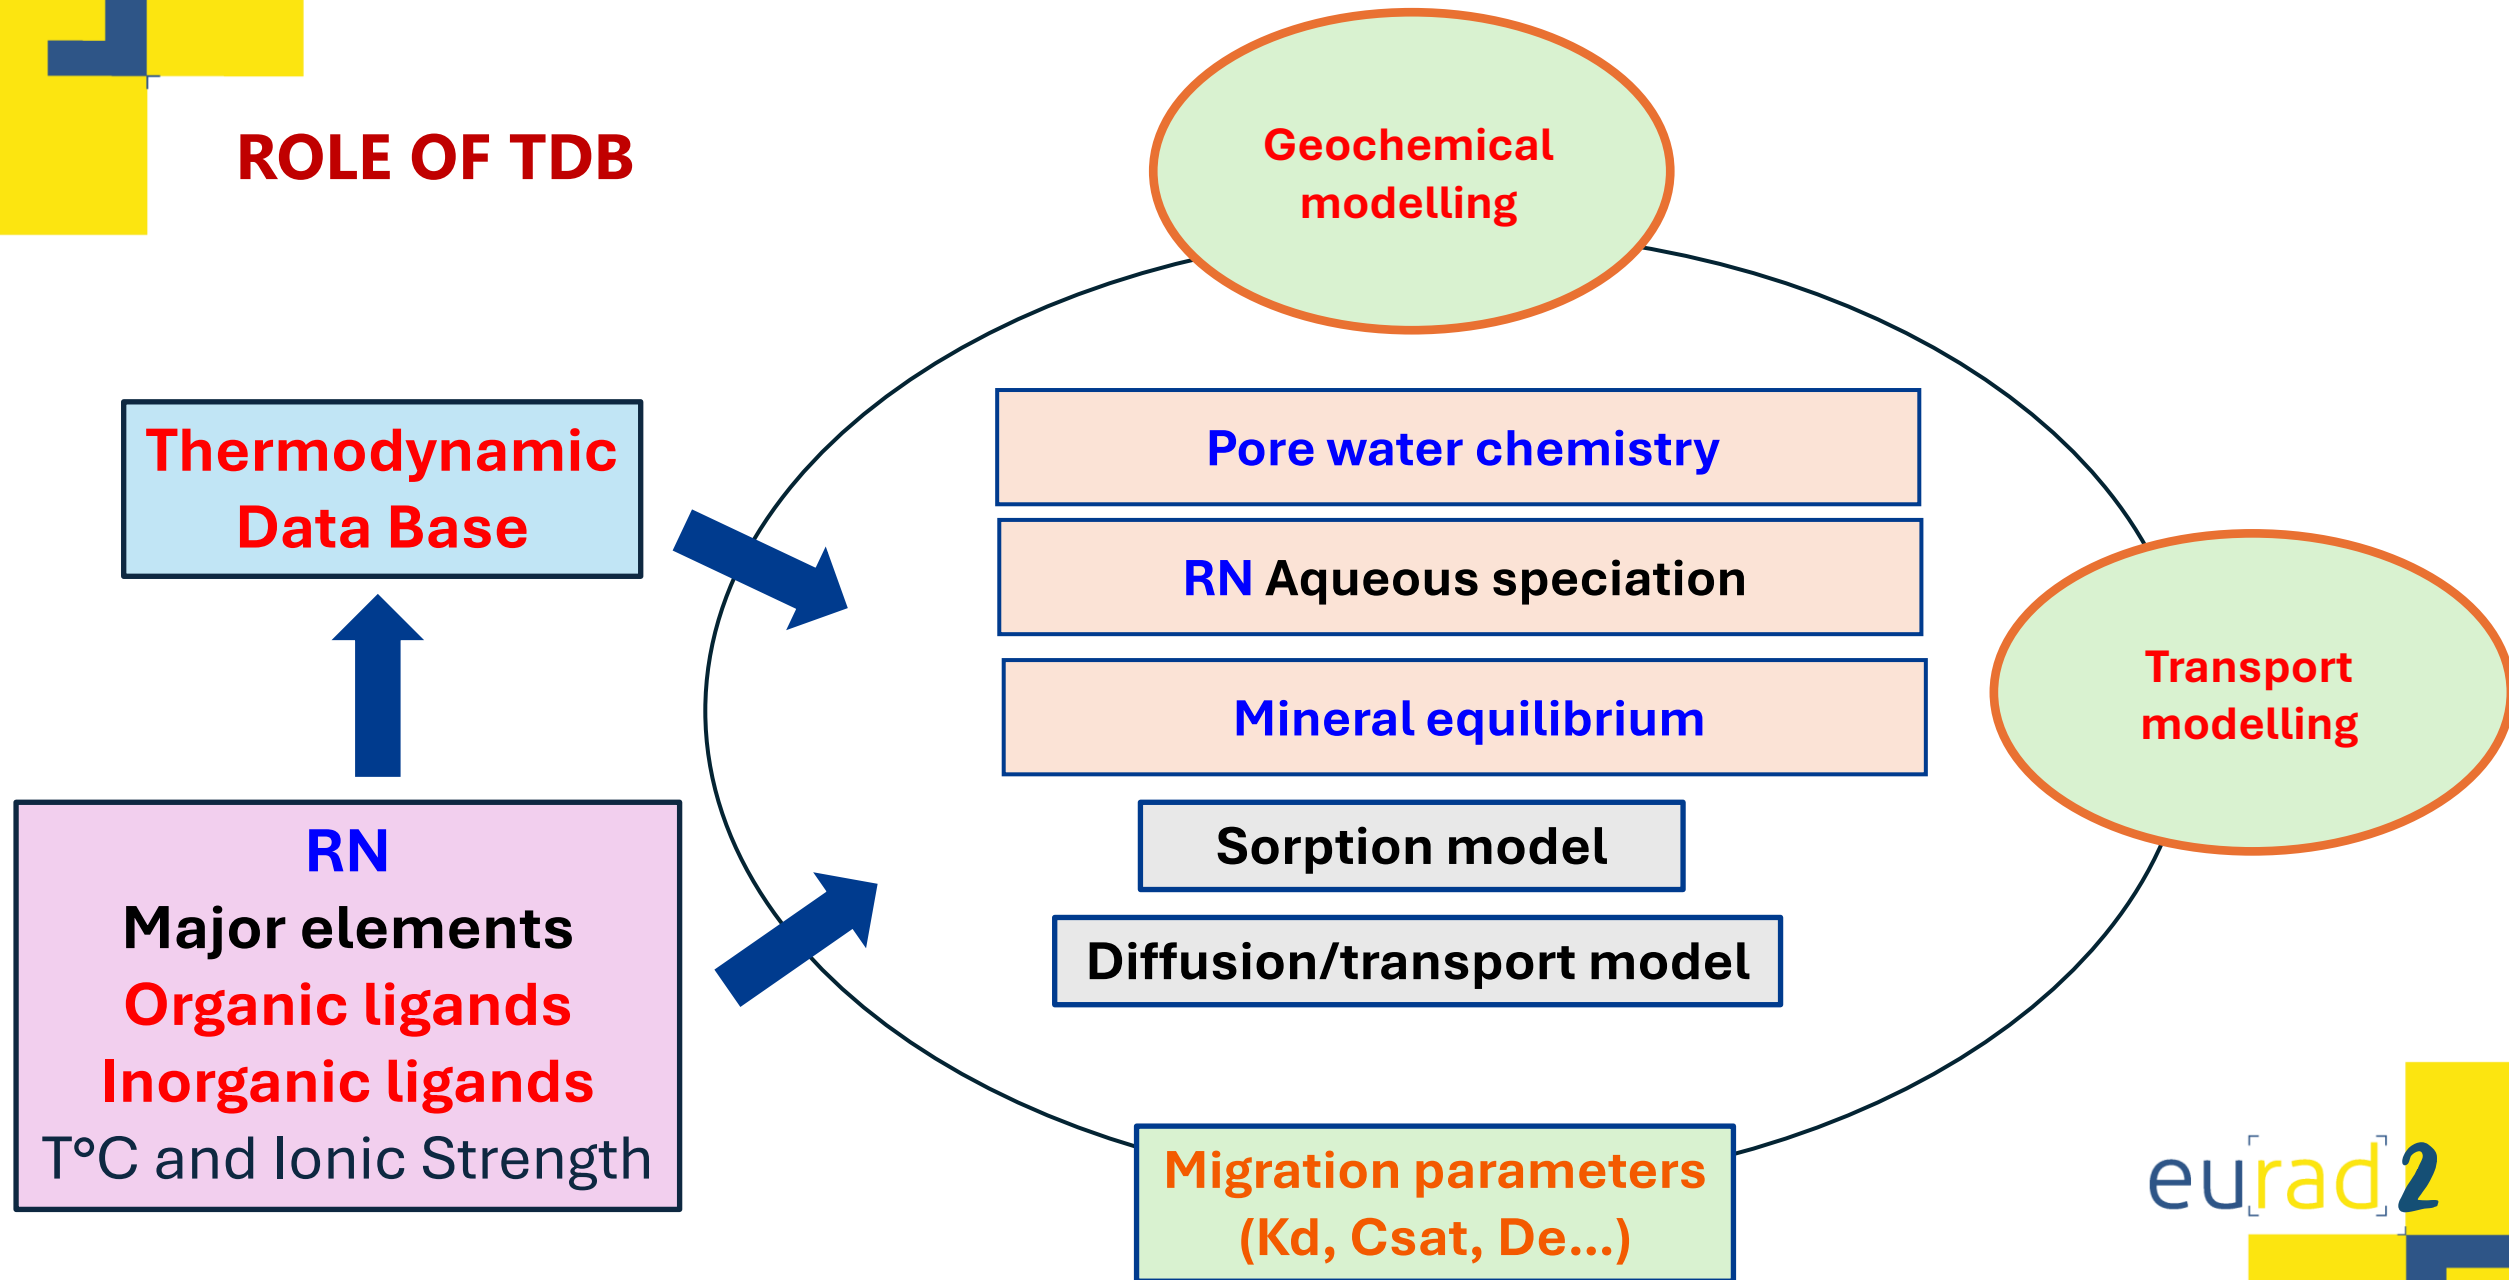 ROLE OF TDB
Geochemical
modelling
Thermodynamic
Data Base
Pore water chemistry
RN Aqueous speciation
Mineral equilibrium
Transport
modelling
Sorption model
Diffusion/transport model
RN
Major elements
Organic ligands
Inorganic ligands
T°C and Ionic Strength
Migration parameters
(Kd, Csat, De...)
eurad 2